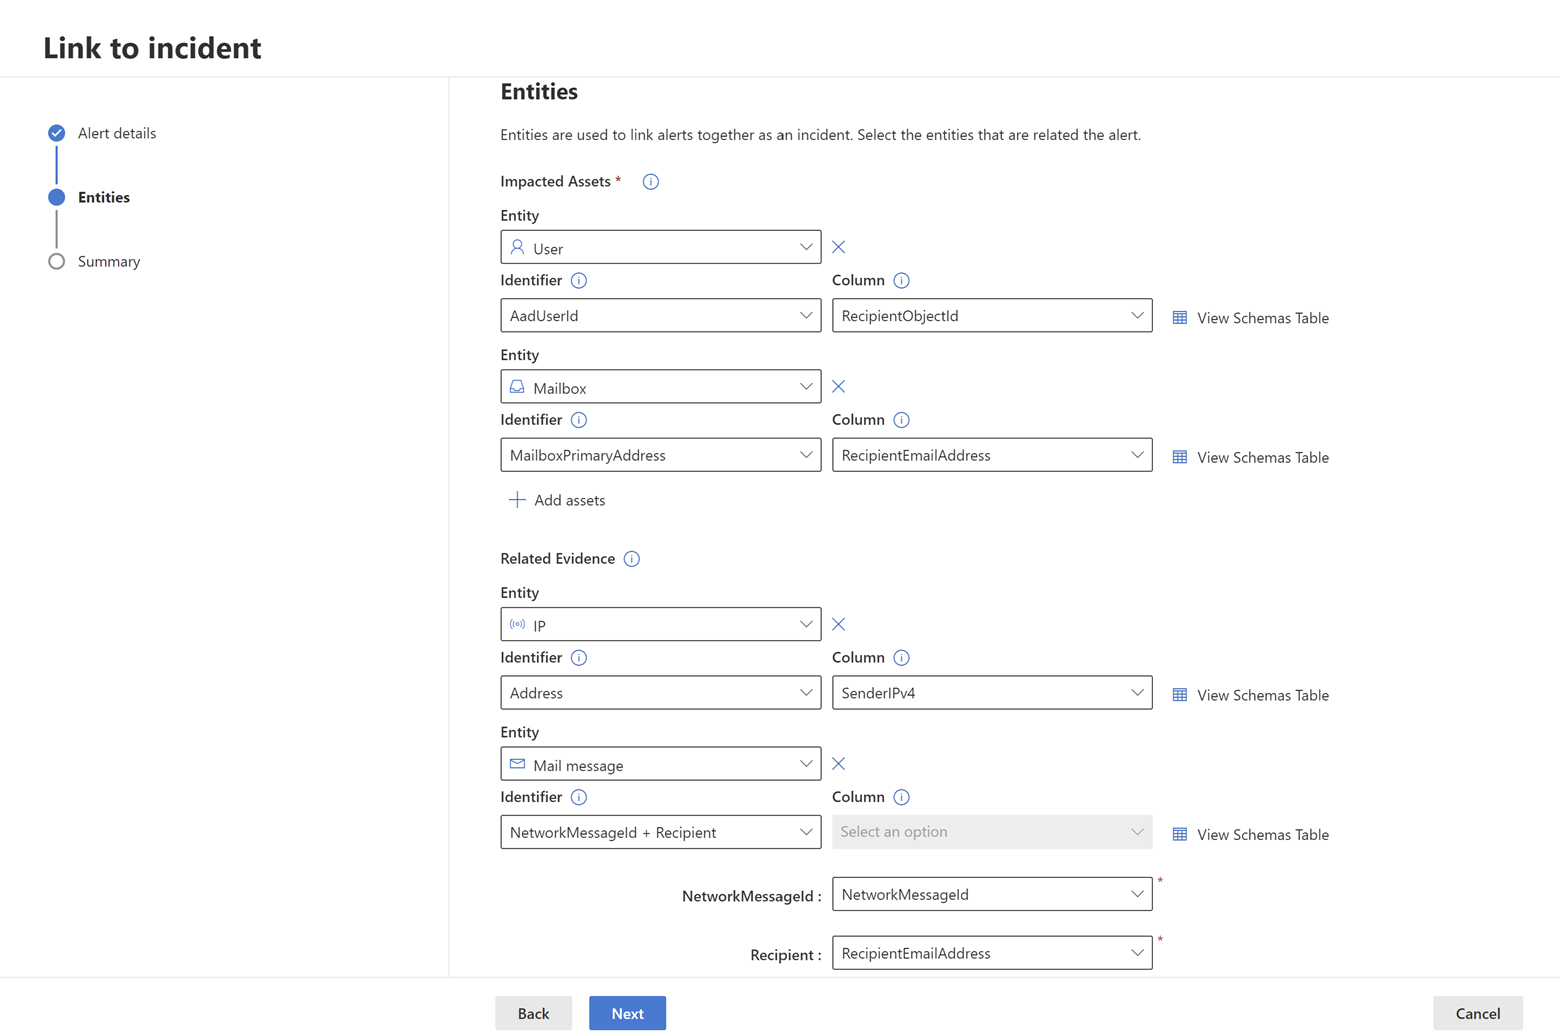 Link to incident
Alert details
Entities
Summary
Entities
Entities are used to link alerts together as an incident. Select the entities that are related the alert.
Impacted Assets *
Entity
User
Identifier Column
AadUserId RecipientObjectId View Schemas Table
Entity
Mailbox
Identifier Column
MailboxPrimaryAddress RecipientEmailAddress View Schemas Table
Add assets
Related Evidence
Entity
IP
Identifier Column
Address SenderIPv4 View Schemas Table
Entity
Mail message
Identifier Column
NetworkMessageId + Recipient Select an option View Schemas Table
NetworkMessageId : NetworkMessageId *
Recipient : RecipientEmailAddress *
Back Next Cancel